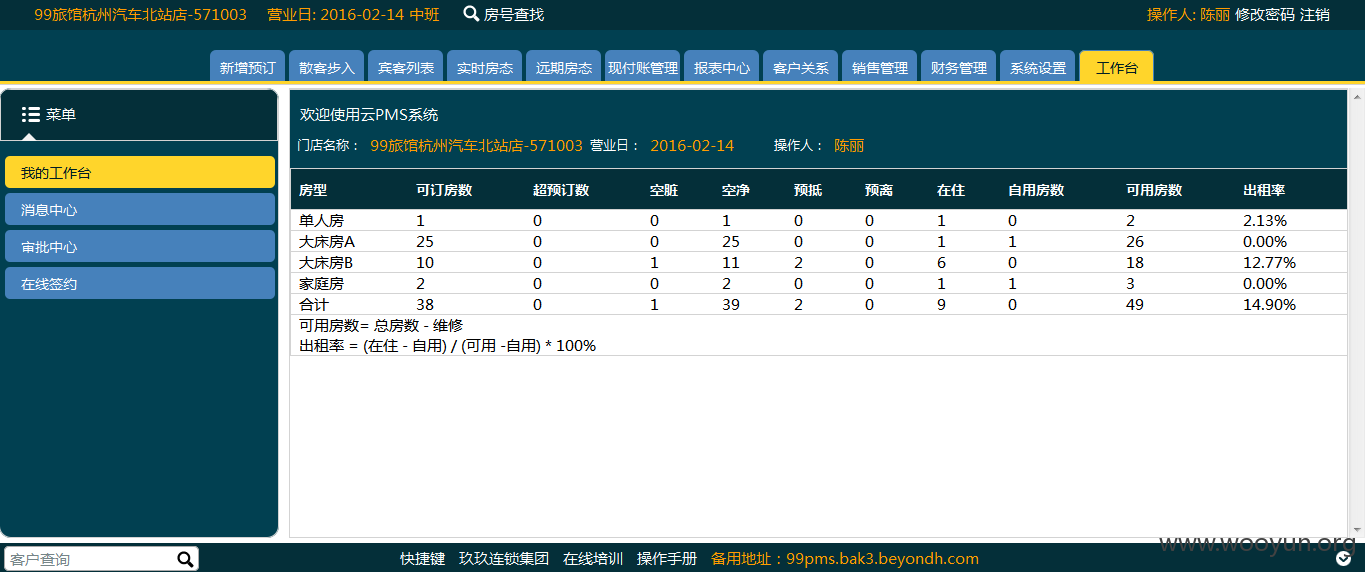 99旅馆杭州汽车北站店-571003 营业日: 2016-02-14 中班 房号查找 操作人: 陈丽 修改密码 注销
新增预订 散客步入 宾客列表 实时房态 远期房态 现付账管理 报表中心 客户关系 销售管理 财务管理 系统设置 工作台
菜单
我的工作台
消息中心
审批中心
在线签约
欢迎使用云PMS系统
门店名称： 99旅馆杭州汽车北站店-571003 营业日： 2016-02-14 操作人： 陈丽
房型 可订房数 超预订数 空脏 空净 预抵 预离 在住 自用房数 可用房数 出租率
单人房 1 0 0 1 0 0 1 0 2 2.13%
大床房A 25 0 0 25 0 0 1 1 26 0.00%
大床房B 10 0 1 11 2 0 6 0 18 12.77%
家庭房 2 0 0 2 0 0 1 1 3 0.00%
合计 38 0 1 39 2 0 9 0 49 14.90%
可用房数= 总房数 - 维修
出租率 = (在住 - 自用) / (可用 -自用) * 100%
www.wooyun.org
客户查询 快捷键 玖玖连锁集团 在线培训 操作手册 备用地址：99pms.bak3.beyondh.com